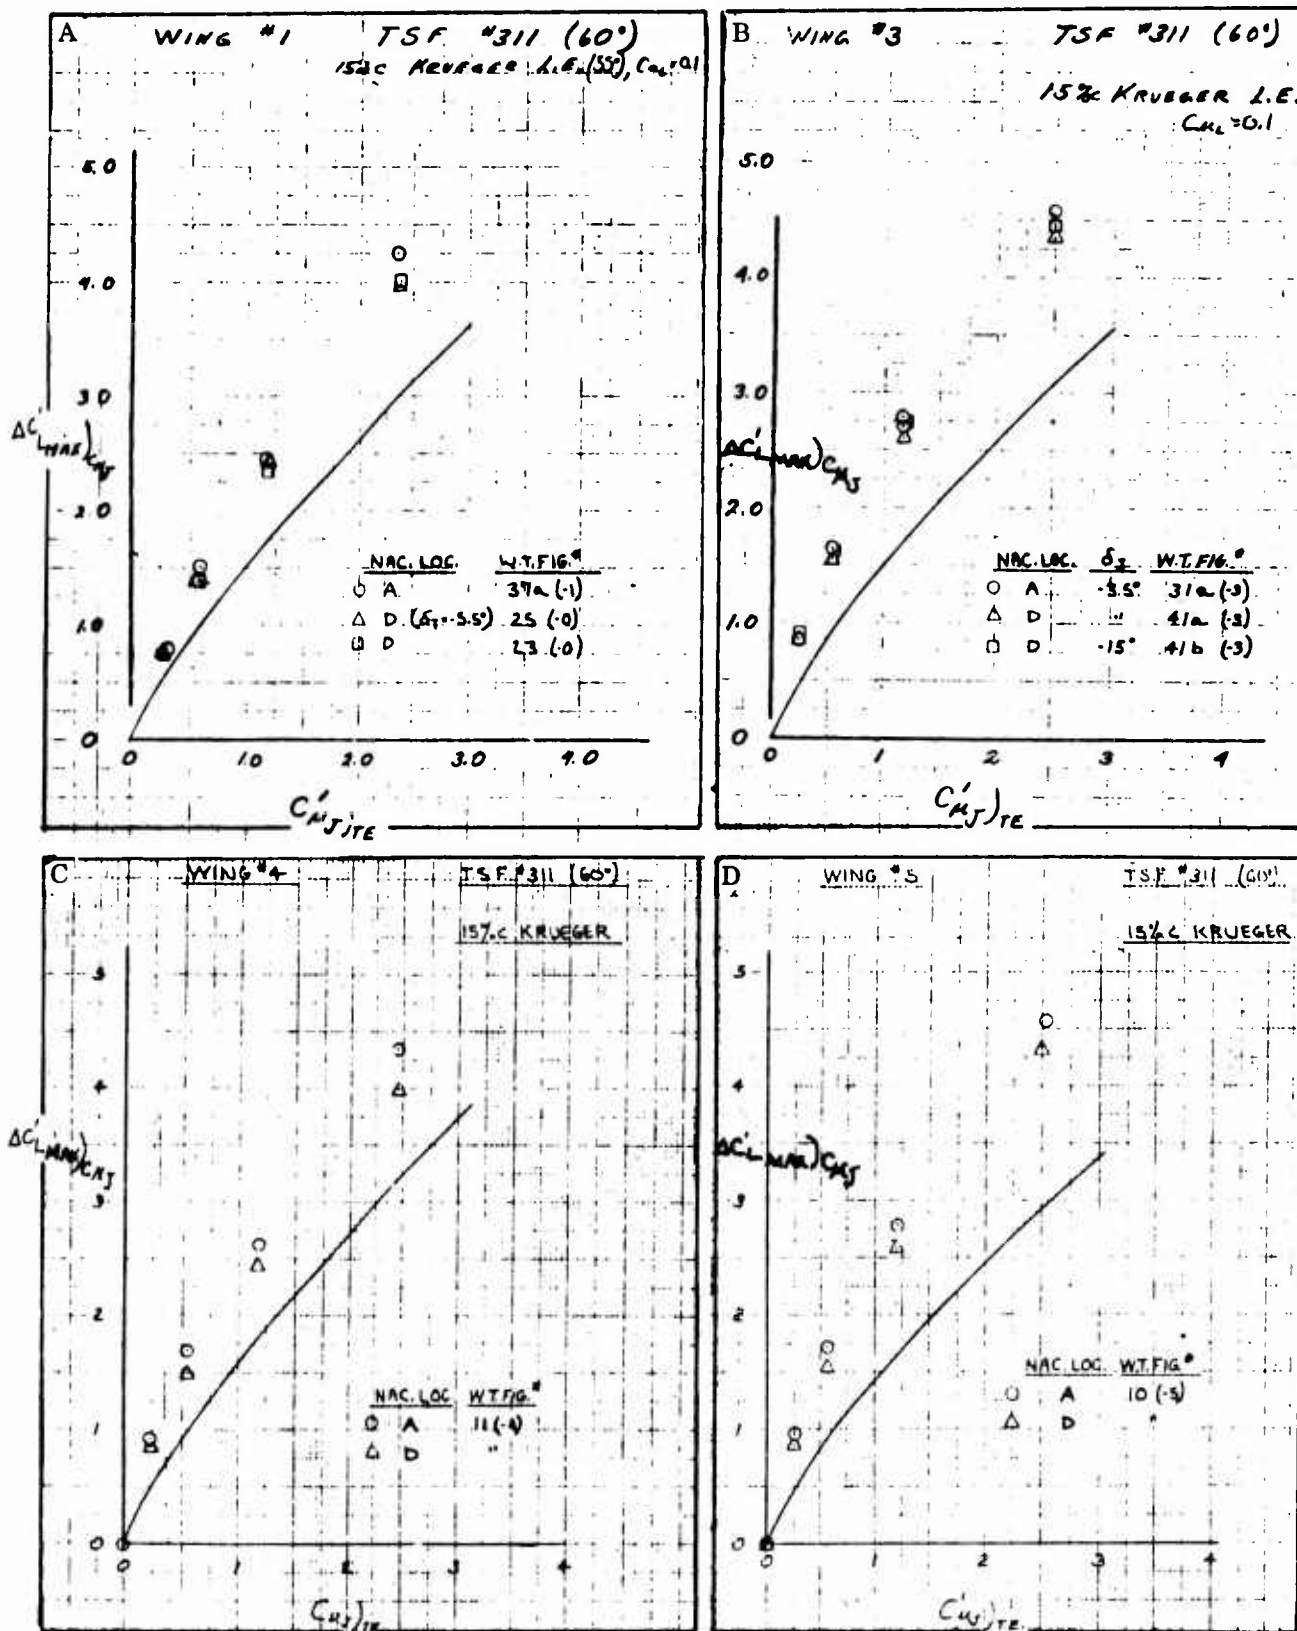 A
WING #1 TSF #311 (60°)
15%c KRUEGER L.E. (55°), CμL=0.1
5.0
4.0
3.0
ΔC'LMAX)CμJ
2.0
1.0
0
NAC. LOC. W.T. FIG.#
○ A 37a (-1)
△ D (δJ=-5.5°) 25 (-0)
□ D 23 (-0)
0 1.0 2.0 3.0 4.0
C'μJ)TE
B
WING #3 TSF #311 (60°)
15%c KRUEGER L.E.
CμL=0.1
5.0
4.0
3.0
ΔC'LMAX)CμJ
2.0
1.0
0
NAC. LOC. W.T. FIG.#
○ A 31a (-3)
△ D " 41a (-3)
□ D -15° 41b (-3)
0 1 2 3 4
C'μJ)TE
C
WING #4 TSF #311 (60°)
15%c KRUEGER
5
4
ΔC'LMAX)CμJ
3
2
1
0
NAC. LOC W.T FIG.#
○ A 11 (-4)
△ D "
0 1 2 3 4
CμJ)TE
D
WING #5 TSF #311 (60°)
15%c KRUEGER
5
4
ΔC'LMAX)CμJ
3
2
1
0
NAC. LOC. W.T. FIG.#
○ A 10 (-5)
△ D "
0 1 2 3 4
C'μJ)TE.